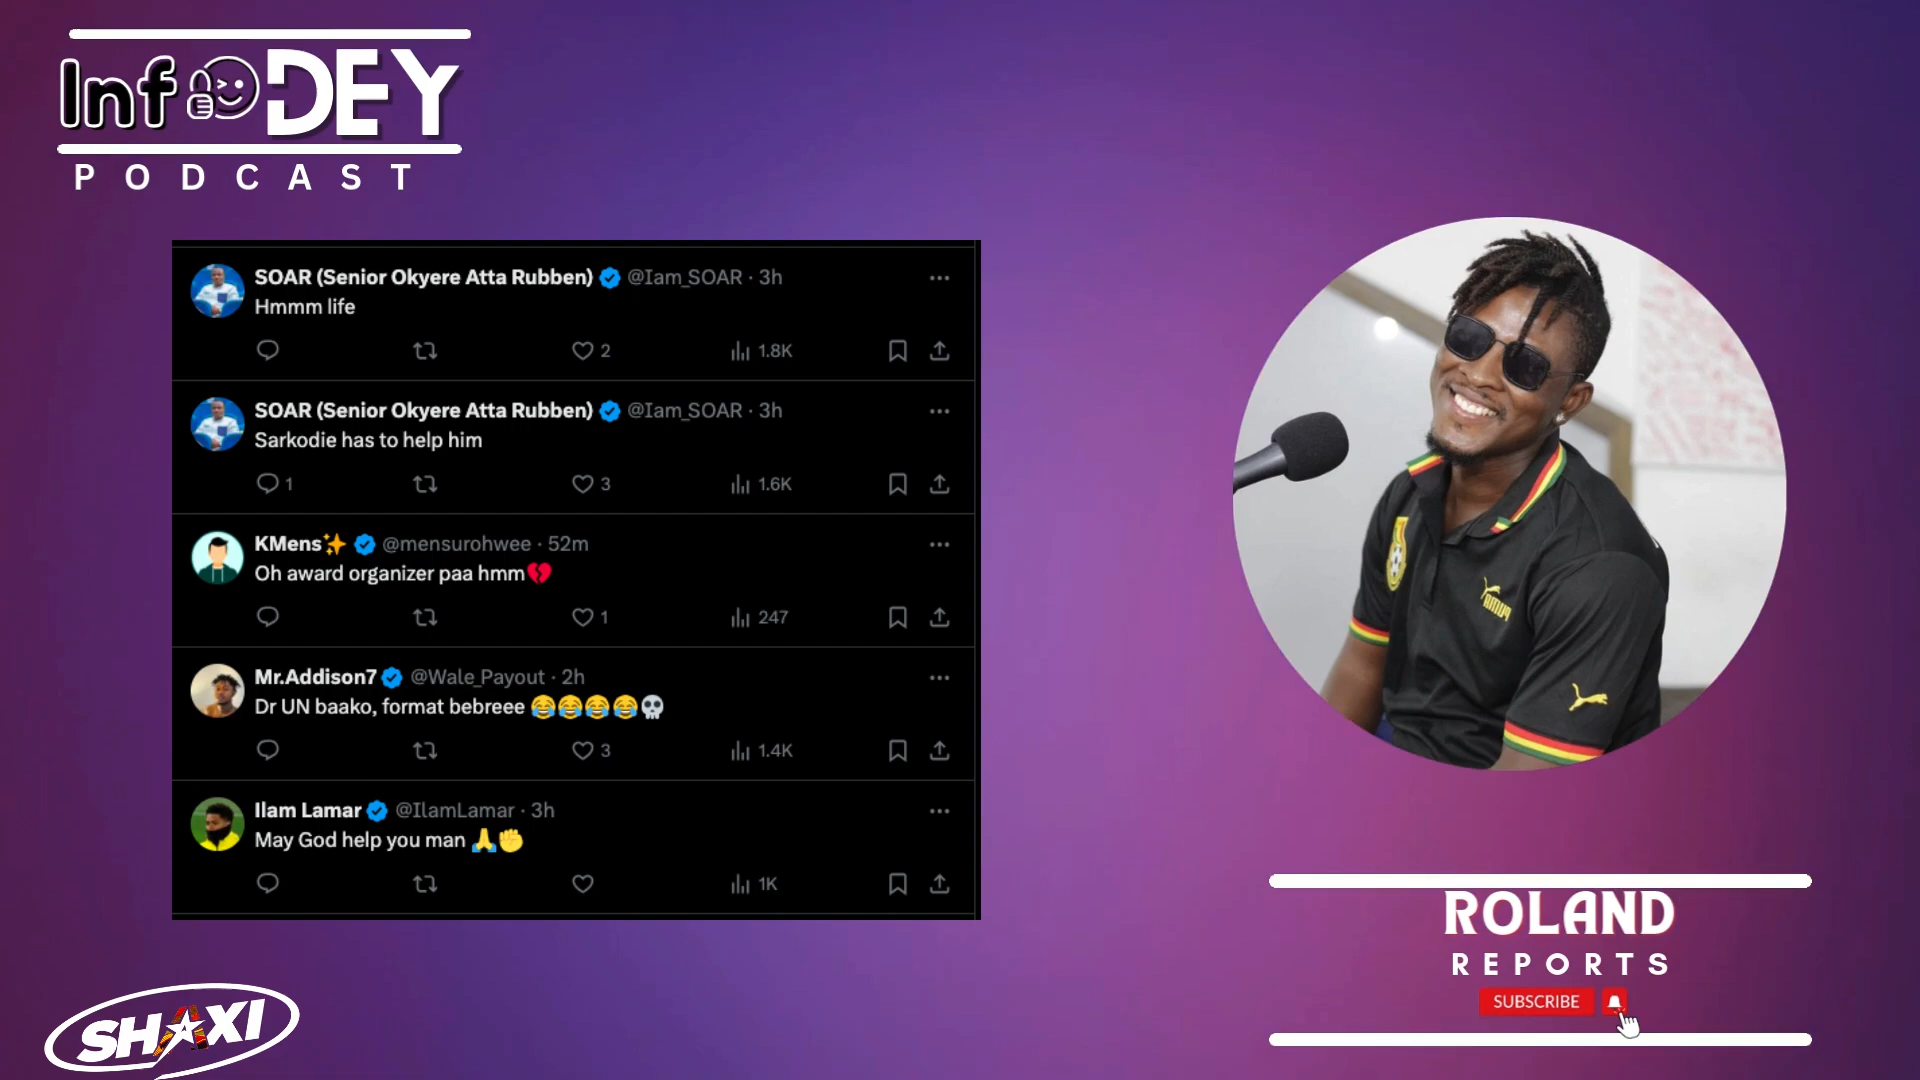 Inf DEY
PODCAST
SOAR (Senior Okyere Atta Rubben) @Iam_SOAR · 3h
Hmmm life
2
1.8K
SOAR (Senior Okyere Atta Rubben) @Iam_SOAR · 3h
Sarkodie has to help him
1
3
1.6K
KMens✨ @mensurohwee · 52m
Oh award organizer paa hmm💔
1
247
Mr.Addison7 @Wale_Payout · 2h
Dr UN baako, format bebreee 😂😂😂😂💀
3
1.4K
Ilam Lamar @IlamLamar · 3h
May God help you man 🙏✊
1K
PUMA
ROLAND
REPORTS
SUBSCRIBE
SHAXI